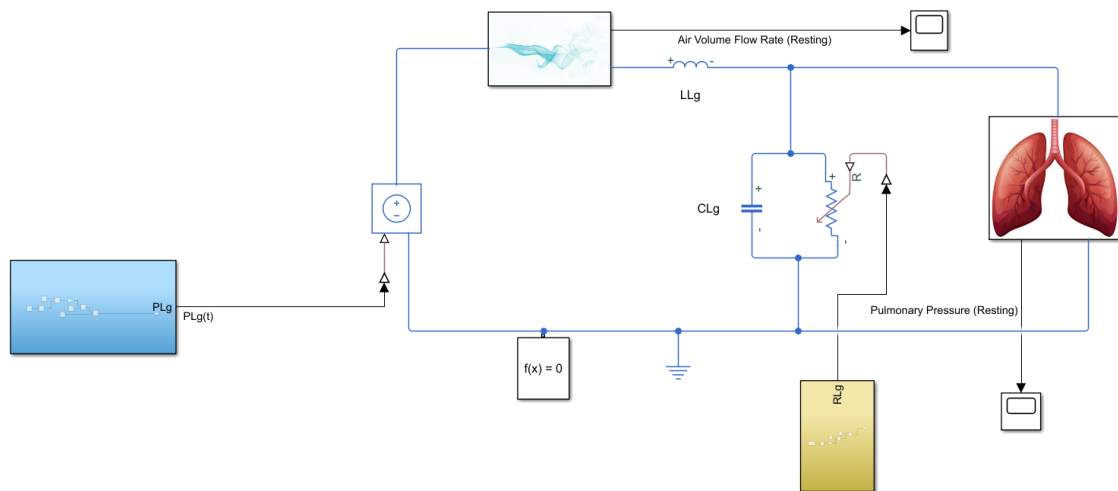 Air Volume Flow Rate (Resting)
+ -
LLg
+
-
CLg
+
-
R
+
-
PLg
PLg(t)
Pulmonary Pressure (Resting)
f(x) = 0
RLg